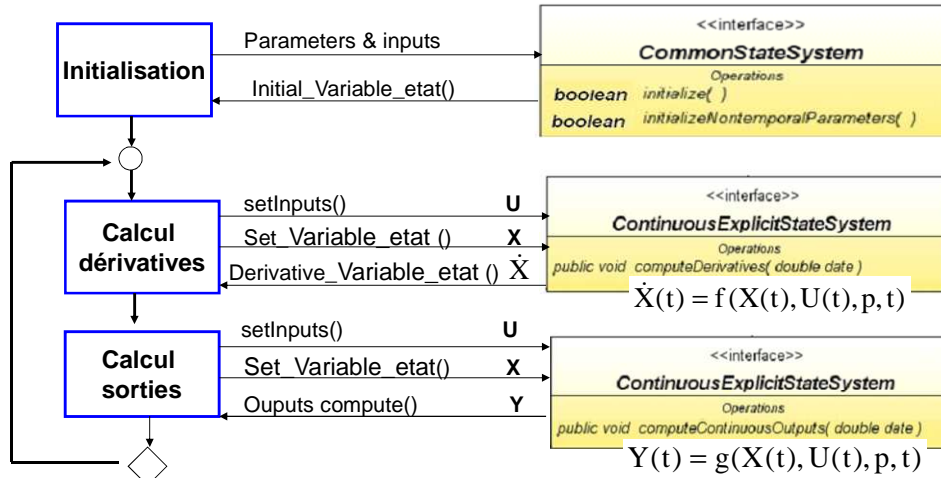 Initialisation
Parameters & inputs
Initial_Variable_etat()
<<interface>>
CommonStateSystem
Operations
boolean initialize( )
boolean initializeNontemporalParameters( )
Calcul
dérivatives
setInputs() U
Set_Variable_etat () X
Derivative_Variable_etat () Ẋ
<<interface>>
ContinuousExplicitStateSystem
Operations
public void computeDerivatives( double date )
Ẋ(t) = f (X(t), U(t), p, t)
Calcul
sorties
setInputs() U
Set_Variable_etat() X
Ouputs compute() Y
<<interface>>
ContinuousExplicitStateSystem
Operations
public void computeContinuousOutputs( double date )
Y(t) = g(X(t), U(t), p, t)